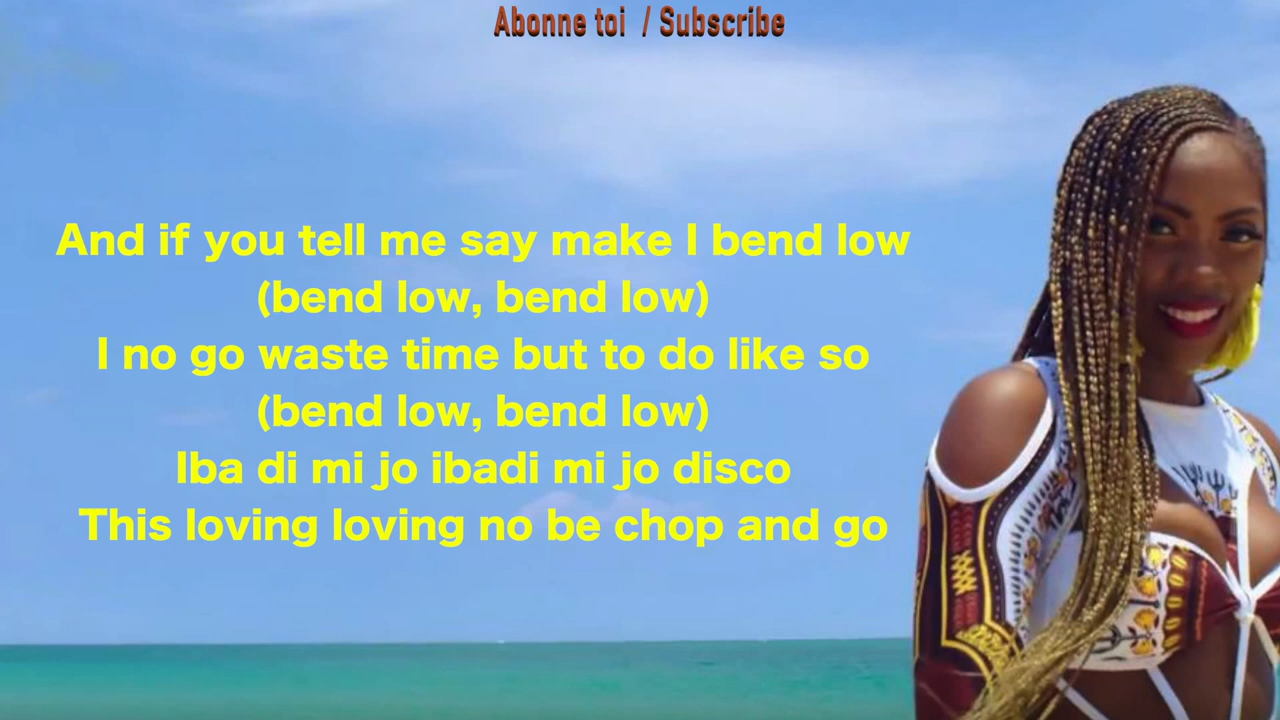 Abonne toi / Subscribe
And if you tell me say make I bend low
(bend low, bend low)
I no go waste time but to do like so
(bend low, bend low)
Iba di mi jo ibadi mi jo disco
This loving loving no be chop and go